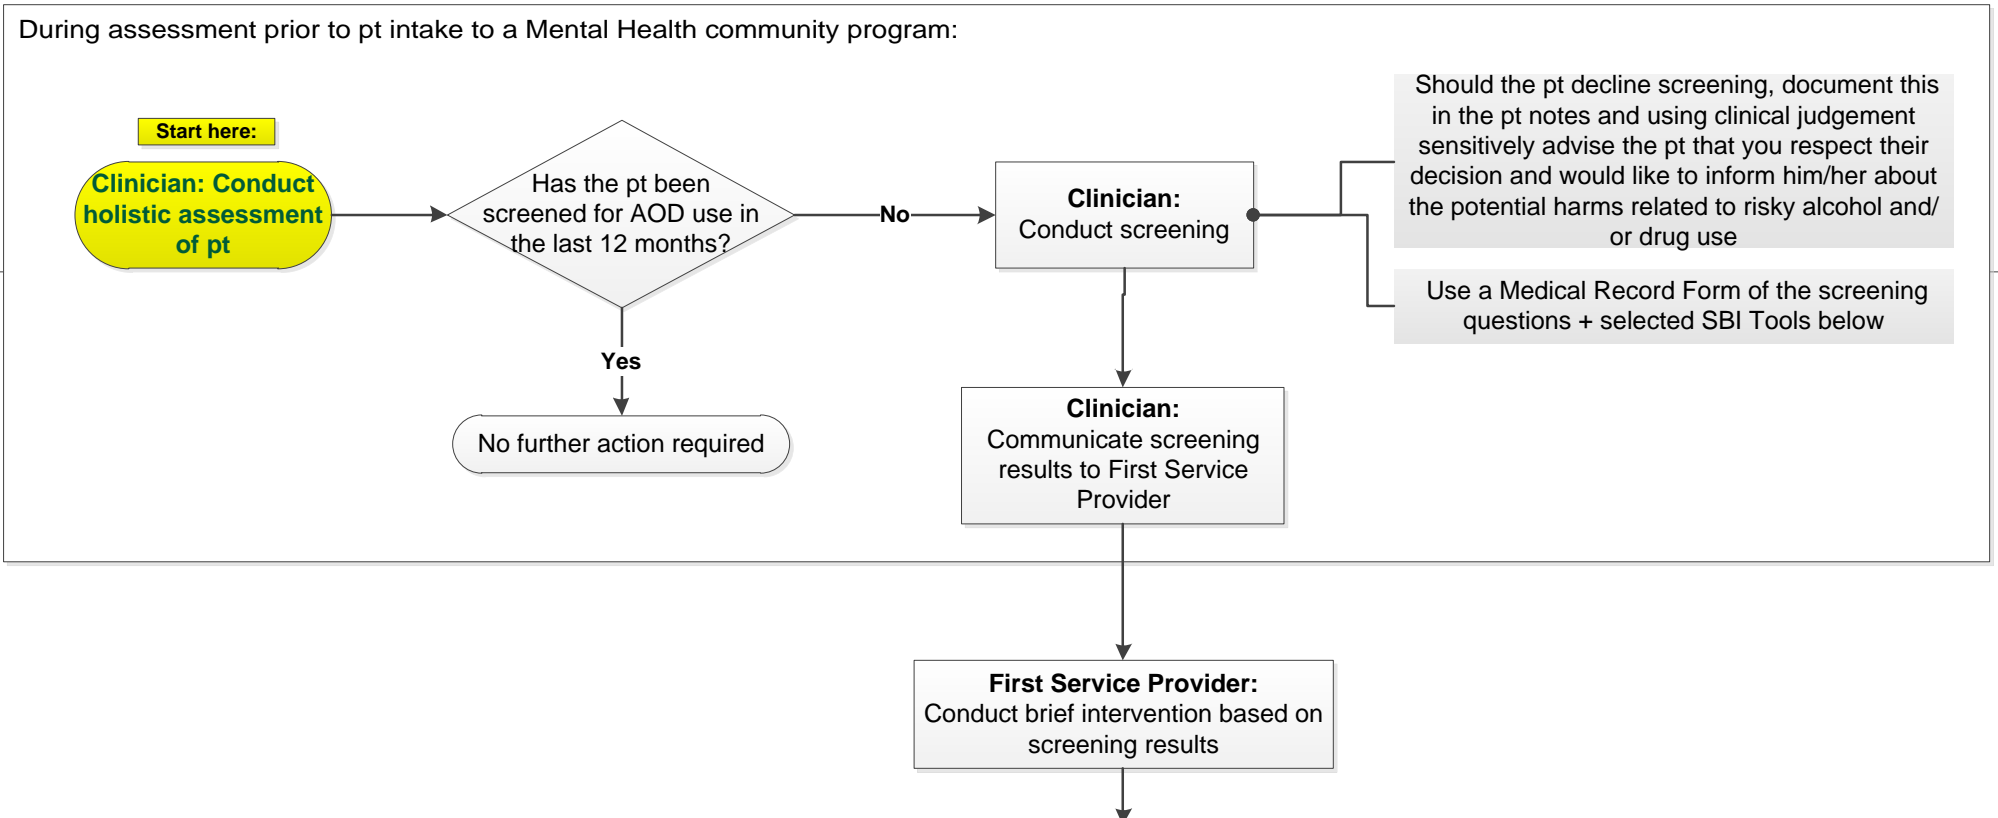 During assessment prior to pt intake to a Mental Health community program:
Start here:
Clinician: Conduct
holistic assessment
of pt
Has the pt been
screened for AOD use in
the last 12 months?
No
Yes
No further action required
Clinician:
Conduct screening
Should the pt decline screening, document this
in the pt notes and using clinical judgement
sensitively advise the pt that you respect their
decision and would like to inform him/her about
the potential harms related to risky alcohol and/
or drug use
Use a Medical Record Form of the screening
questions + selected SBI Tools below
Clinician:
Communicate screening
results to First Service
Provider
First Service Provider:
Conduct brief intervention based on
screening results